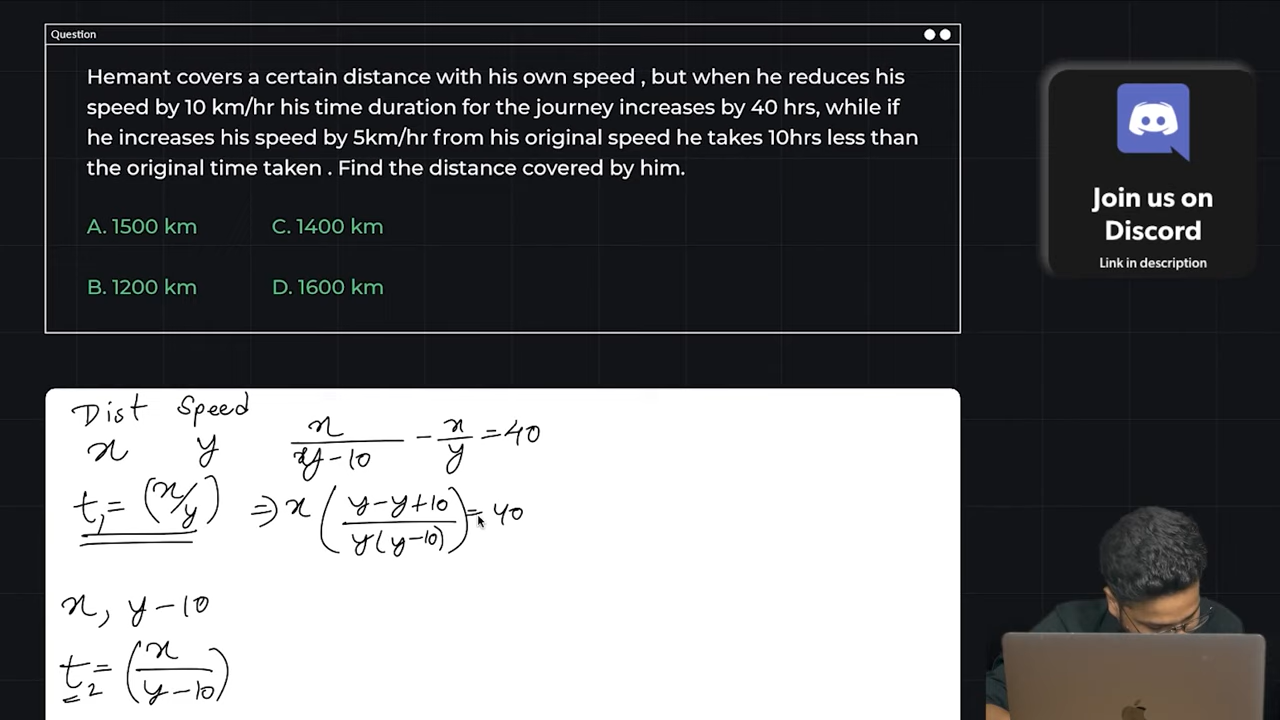 Question
Hemant covers a certain distance with his own speed , but when he reduces his
speed by 10 km/hr his time duration for the journey increases by 40 hrs, while if
he increases his speed by 5km/hr from his original speed he takes 10hrs less than
the original time taken . Find the distance covered by him.
A. 1500 km C. 1400 km
B. 1200 km D. 1600 km
Join us on
Discord
Link in description
Dist Speed
x y
x/(y-10) - x/y = 40
t₁ = (x/y)
⇒ x ((y-y+10)/(y(y-10))) = 40
x, y-10
t₂ = (x/(y-10))